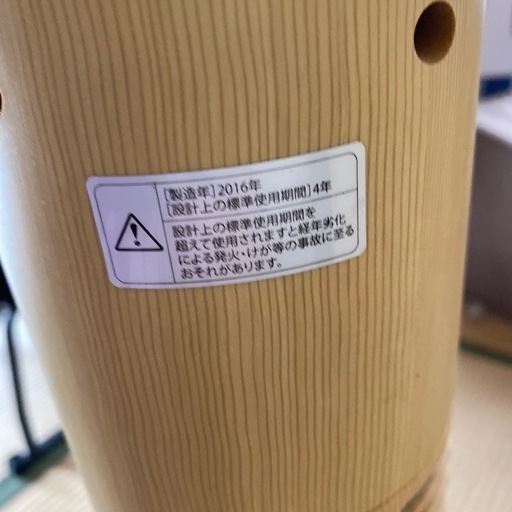 [製造年]2016年
[設計上の標準使用期間]4年
設計上の標準使用期間を
超えて使用されますと経年劣化
による発火・けが等の事故に至る
おそれがあります。